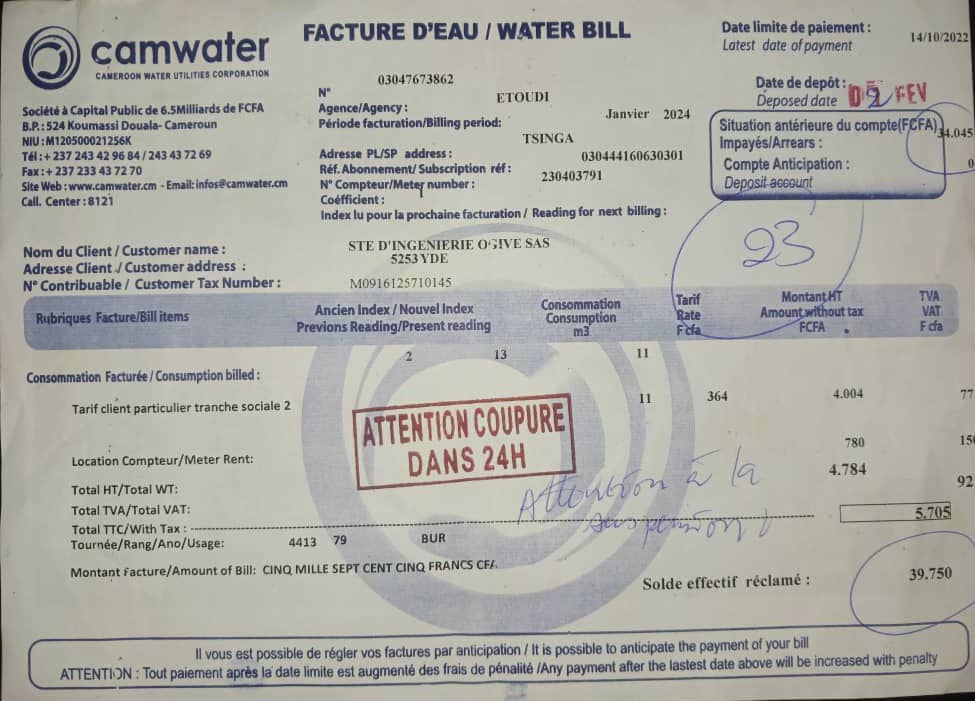 camwater
CAMEROON WATER UTILITIES CORPORATION
FACTURE D'EAU / WATER BILL
Date limite de paiement : 14/10/2022
Latest date of payment
Date de depôt :
Deposed date
FEV
Société à Capital Public de 6.5Milliards de FCFA
B.P. : 524 Koumassi Douala- Cameroun
NIU : M120500021256K
Tél : + 237 243 42 96 84 / 243 43 72 69
Fax : + 237 233 43 72 70
Site Web : www.camwater.cm - Email: infos@camwater.cm
Call. Center : 8121
N° 03047673862
Agence/Agency : ETOUDI
Période facturation/Billing period: Janvier 2024
Adresse PL/SP address : TSINGA
Réf. Abonnement/ Subscription réf : 030444160630301
N° Compteur/Meter number : 230403791
Coéfficient :
Index lu pour la prochaine facturation / Reading for next billing :
Situation antérieure du compte(FCFA)
Impayés/Arrears : 34.045
Compte Anticipation : 0
Deposit account
23
Nom du Client / Customer name : STE D'INGENIERIE OGIVE SAS
Adresse Client / Customer address : 5253 YDE
N° Contribuable / Customer Tax Number : M0916125710145
Rubriques Facture/Bill items
Ancien Index / Nouvel Index
Previons Reading/Present reading
Consommation
Consumption
m3
Tarif
Rate
F cfa
Montant HT
Amount without tax
FCFA
TVA
VAT
F cfa
2 13 11
Consommation Facturée / Consumption billed :
Tarif client particulier tranche sociale 2 11 364 4.004 77
ATTENTION COUPURE
DANS 24H
Location Compteur/Meter Rent: 780
Total HT/Total WT: 4.784
Attention à la
suspension !
Total TVA/Total VAT: 92
Total TTC/With Tax : 5.705
Tournée/Rang/Ano/Usage: 4413 79 BUR
Montant Facture/Amount of Bill: CINQ MILLE SEPT CENT CINQ FRANCS CFA
Solde effectif réclamé : 39.750
Il vous est possible de régler vos factures par anticipation / It is possible to anticipate the payment of your bill
ATTENTION : Tout paiement après la date limite est augmenté des frais de pénalité /Any payment after the lastest date above will be increased with penalty